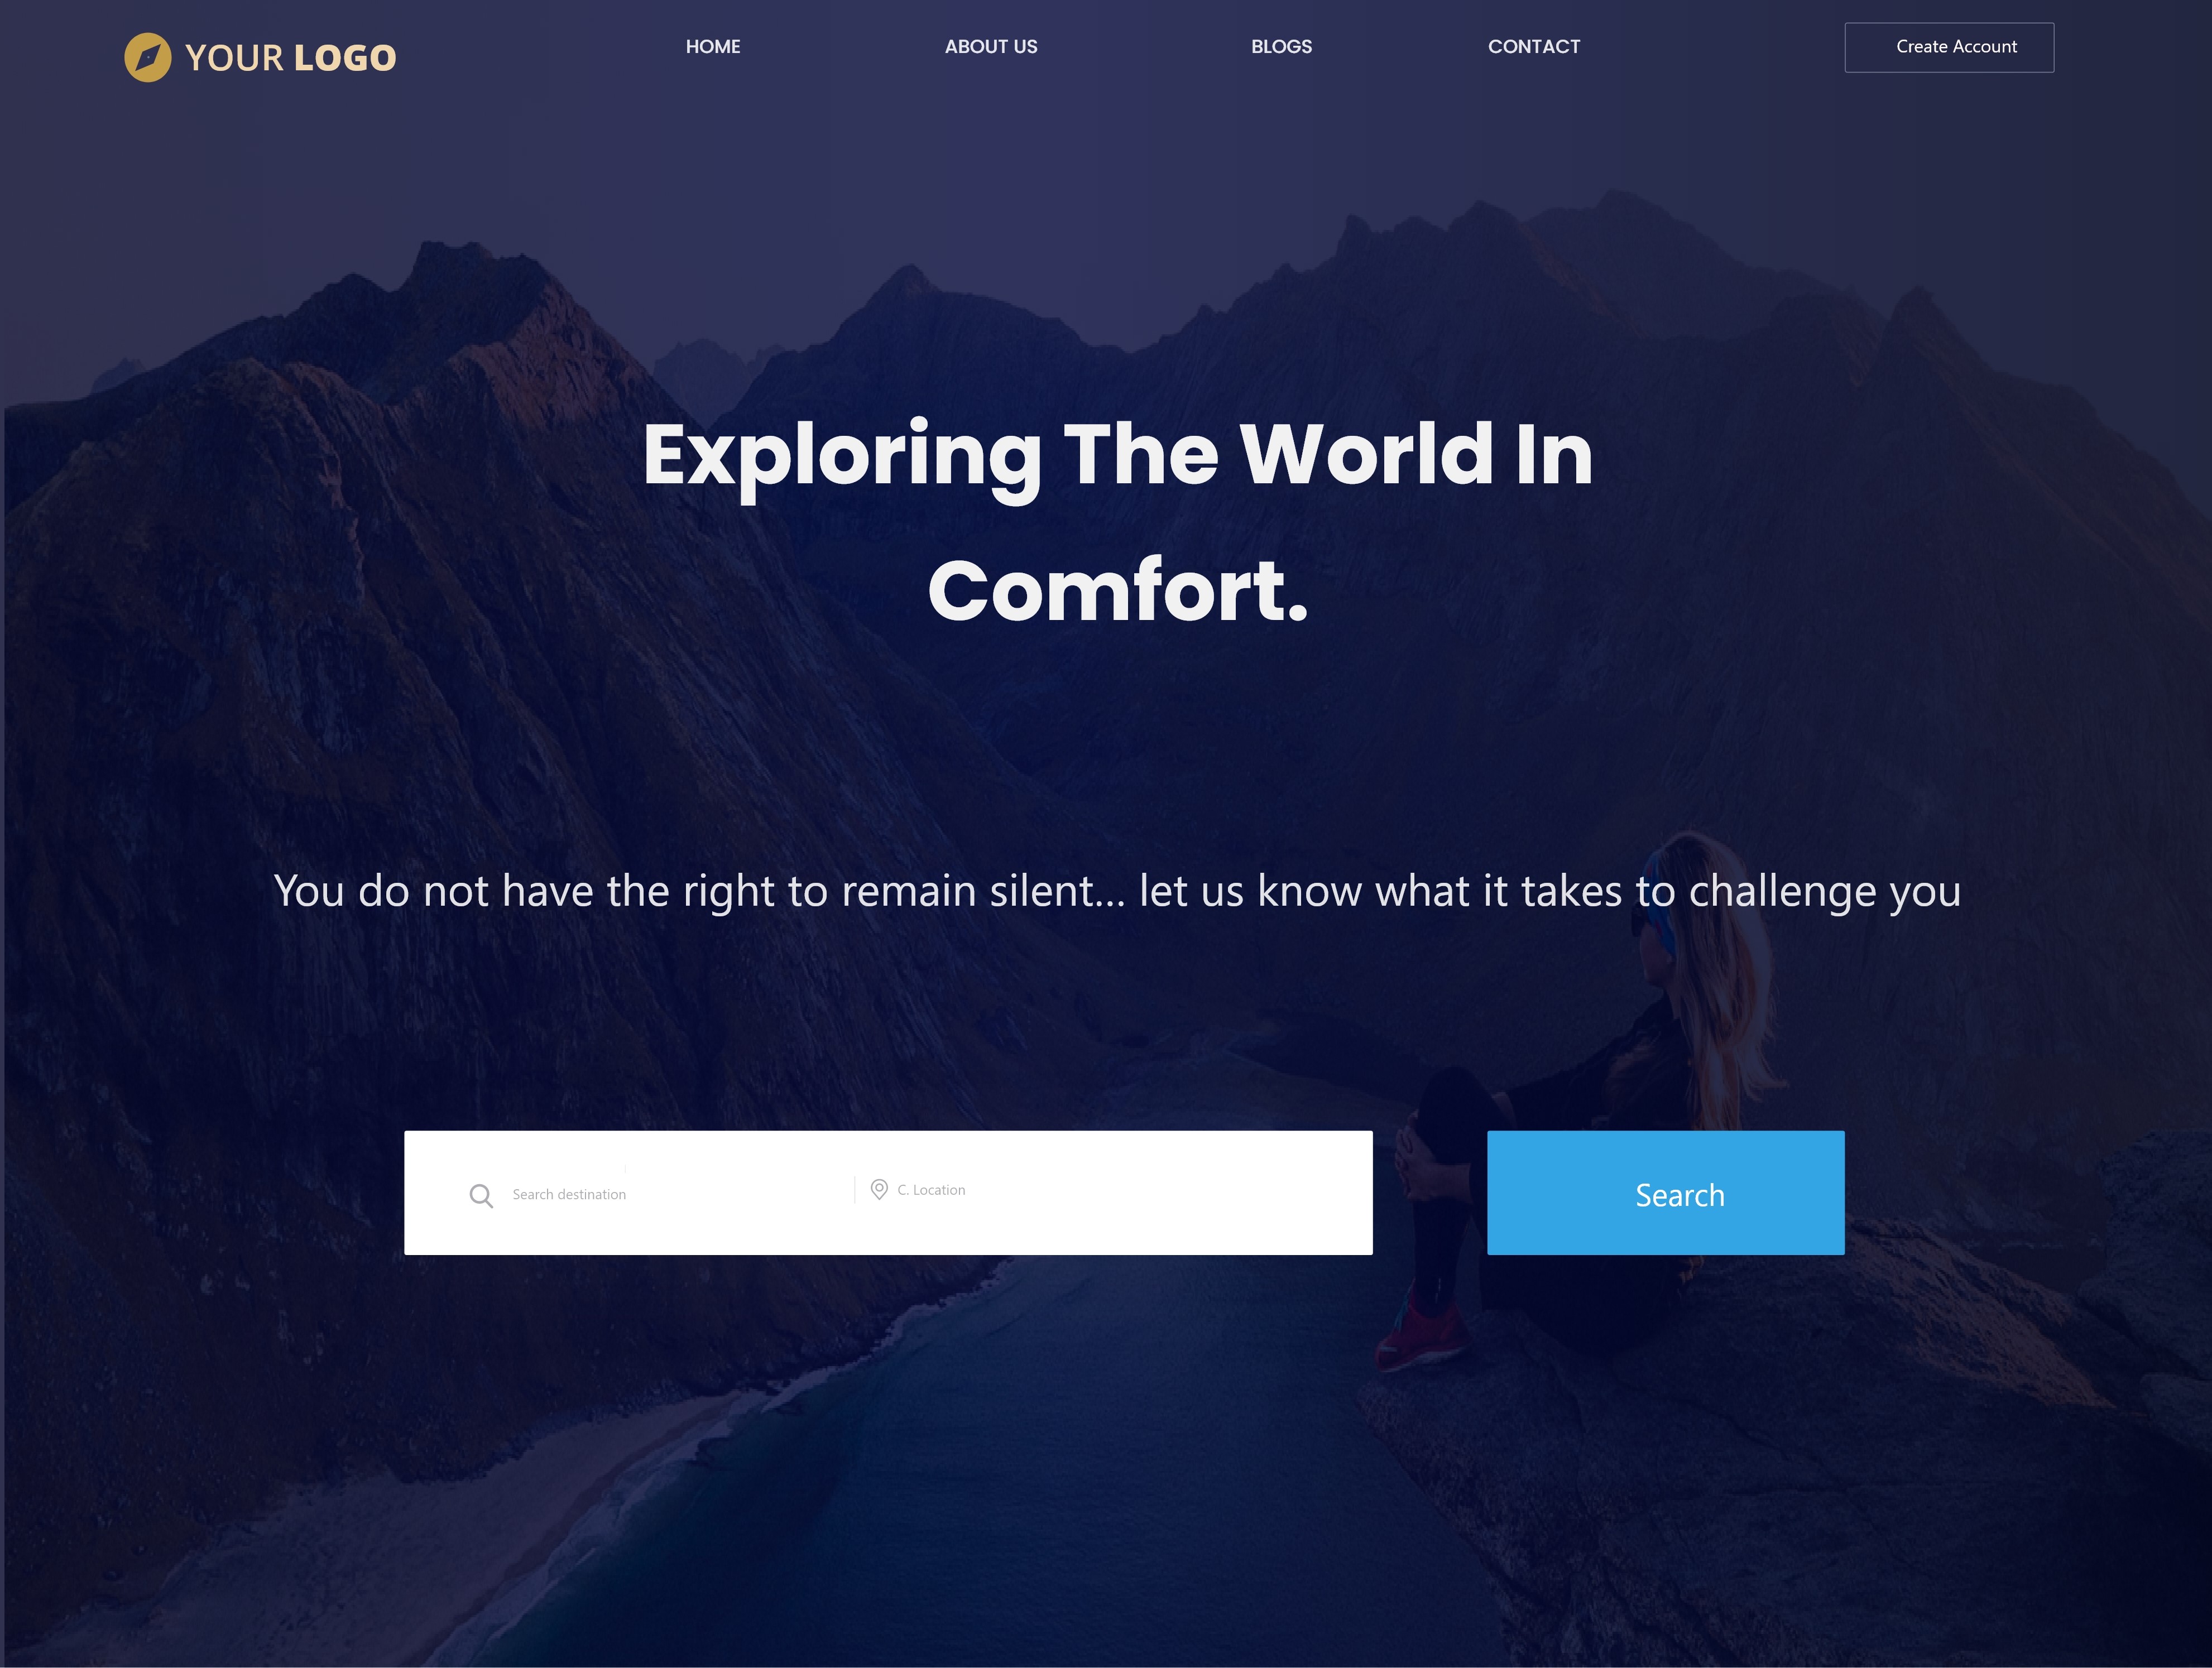 YOUR LOGO
HOME
ABOUT US
BLOGS
CONTACT
Create Account
Exploring The World In
Comfort.
You do not have the right to remain silent... let us know what it takes to challenge you
Search destination
C. Location
Search